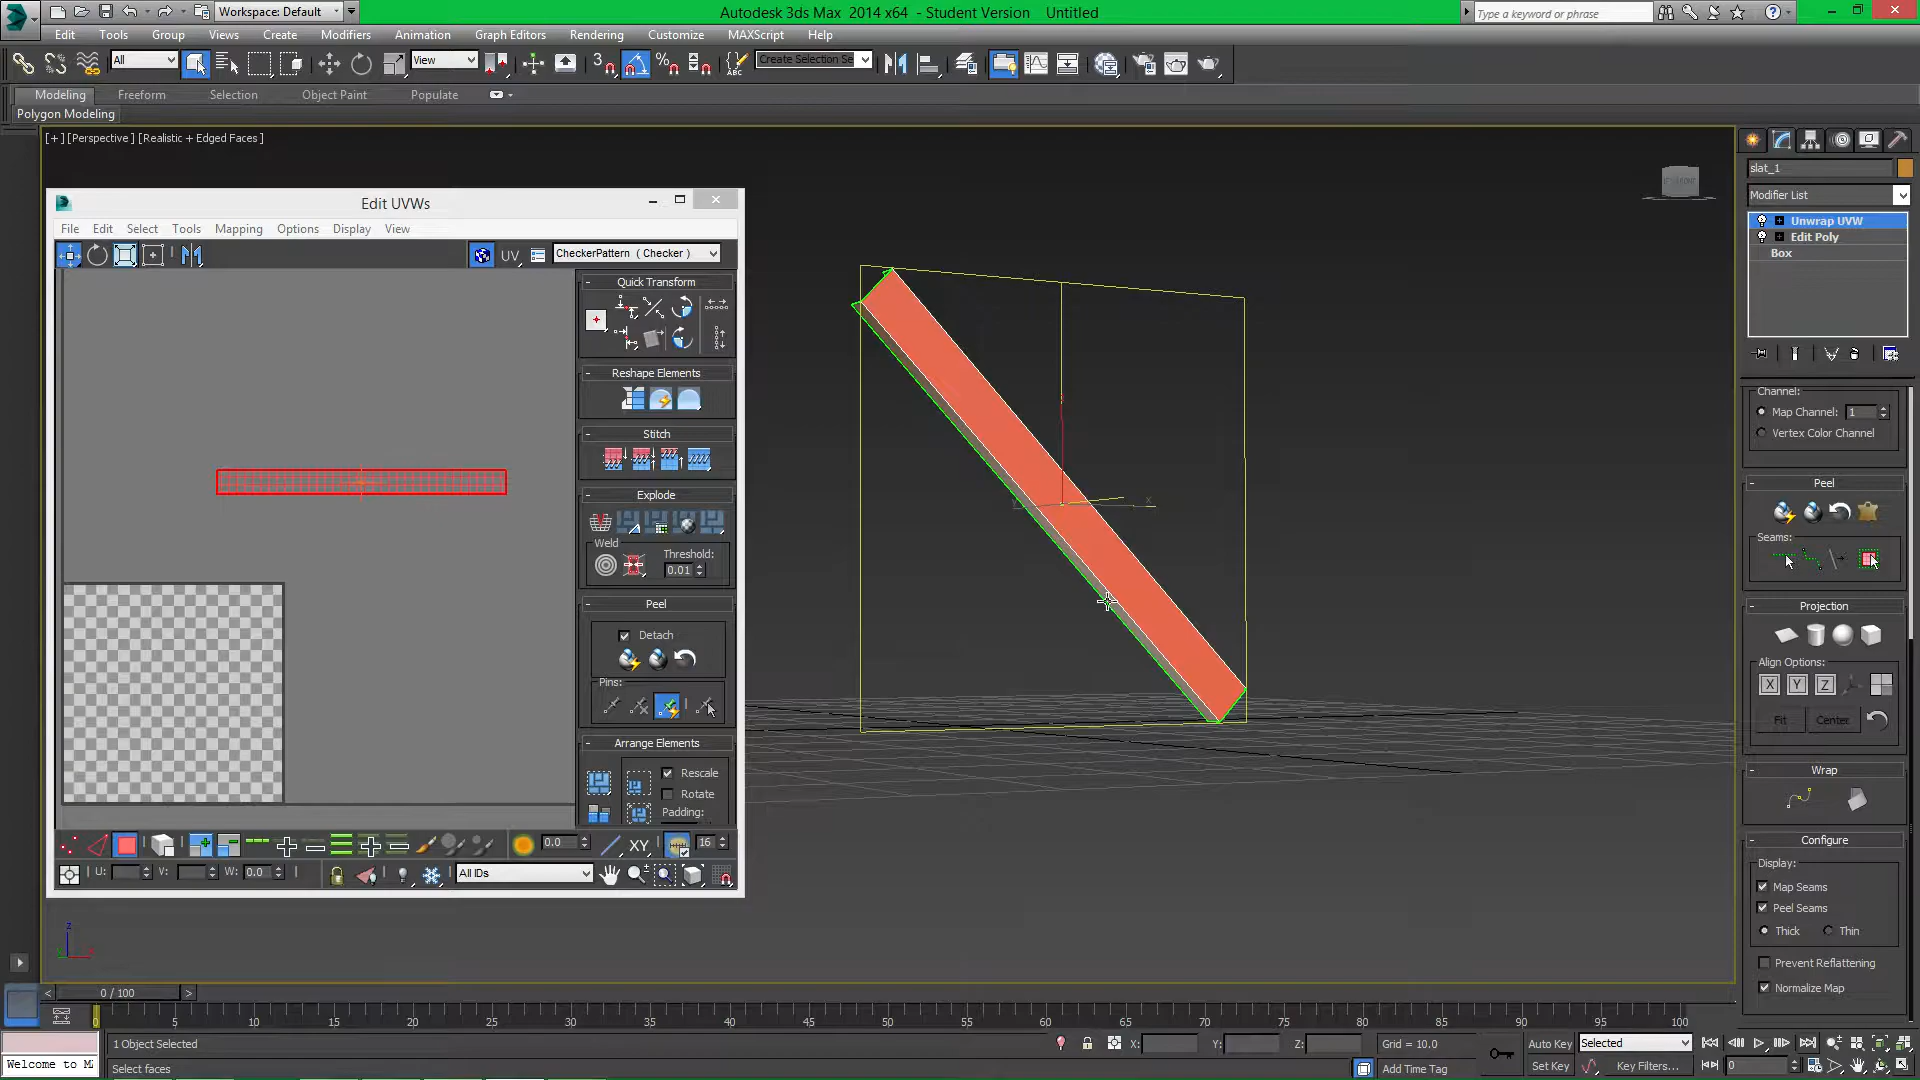 Workspace: Default
Autodesk 3ds Max 2014 x64 - Student Version Untitled
Type a keyword or phrase
Edit Tools Group Views Create Modifiers Animation Graph Editors Rendering Customize MAXScript Help
All View Create Selection Se
Modeling Freeform Selection Object Paint Populate
Polygon Modeling
[+] [Perspective] [Realistic + Edged Faces]
slat_1
Modifier List
Unwrap UVW
Edit Poly
Box
Edit UVWs
File Edit Select Tools Mapping Options Display View
UV CheckerPattern ( Checker )
Quick Transform
Reshape Elements
Stitch
Explode
Weld
Threshold:
0.01
Peel
Detach
Pins:
Arrange Elements
Rescale
Rotate
Padding:
0.0 XY 16
U: V: W: 0.0 All IDs
Channel:
Map Channel: 1
Vertex Color Channel
Peel
Seams:
Projection
Align Options:
X Y Z
Fit Center
Wrap
Configure
Display:
Map Seams
Peel Seams
Thick Thin
Prevent Reflattening
Normalize Map
x
z
0 / 100
0 5 10 15 20 25 30 35 40 45 50 55 60 65 70 75 80 85 90 95 100
1 Object Selected X: Y: Z: Grid = 10.0 Auto Key Selected
Welcome to M Select faces Add Time Tag Set Key Key Filters... 0